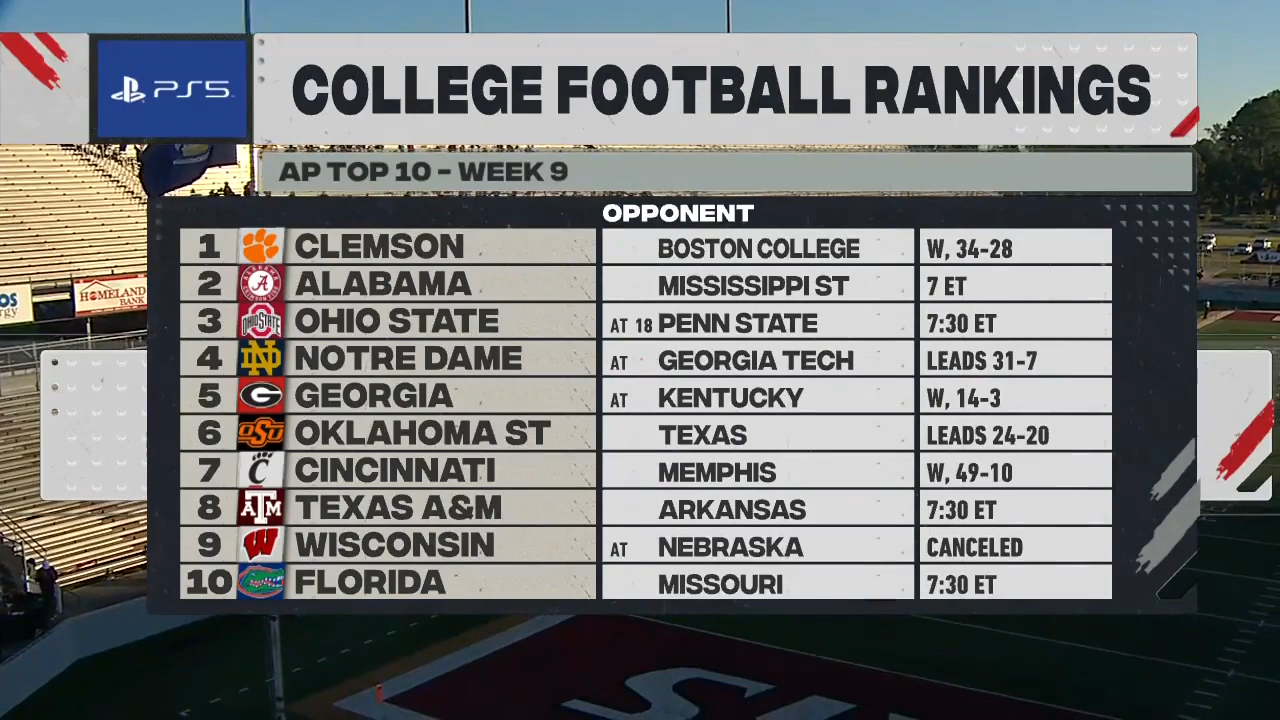 PS5
COLLEGE FOOTBALL RANKINGS
AP TOP 10 – WEEK 9
OPPONENT
1 CLEMSON BOSTON COLLEGE W, 34-28
2 ALABAMA MISSISSIPPI ST 7 ET
3 OHIO STATE AT 18 PENN STATE 7:30 ET
4 NOTRE DAME AT GEORGIA TECH LEADS 31-7
5 GEORGIA AT KENTUCKY W, 14-3
6 OKLAHOMA ST TEXAS LEADS 24-20
7 CINCINNATI MEMPHIS W, 49-10
8 TEXAS A&M ARKANSAS 7:30 ET
9 WISCONSIN AT NEBRASKA CANCELED
10 FLORIDA MISSOURI 7:30 ET
HOMELAND
BANK